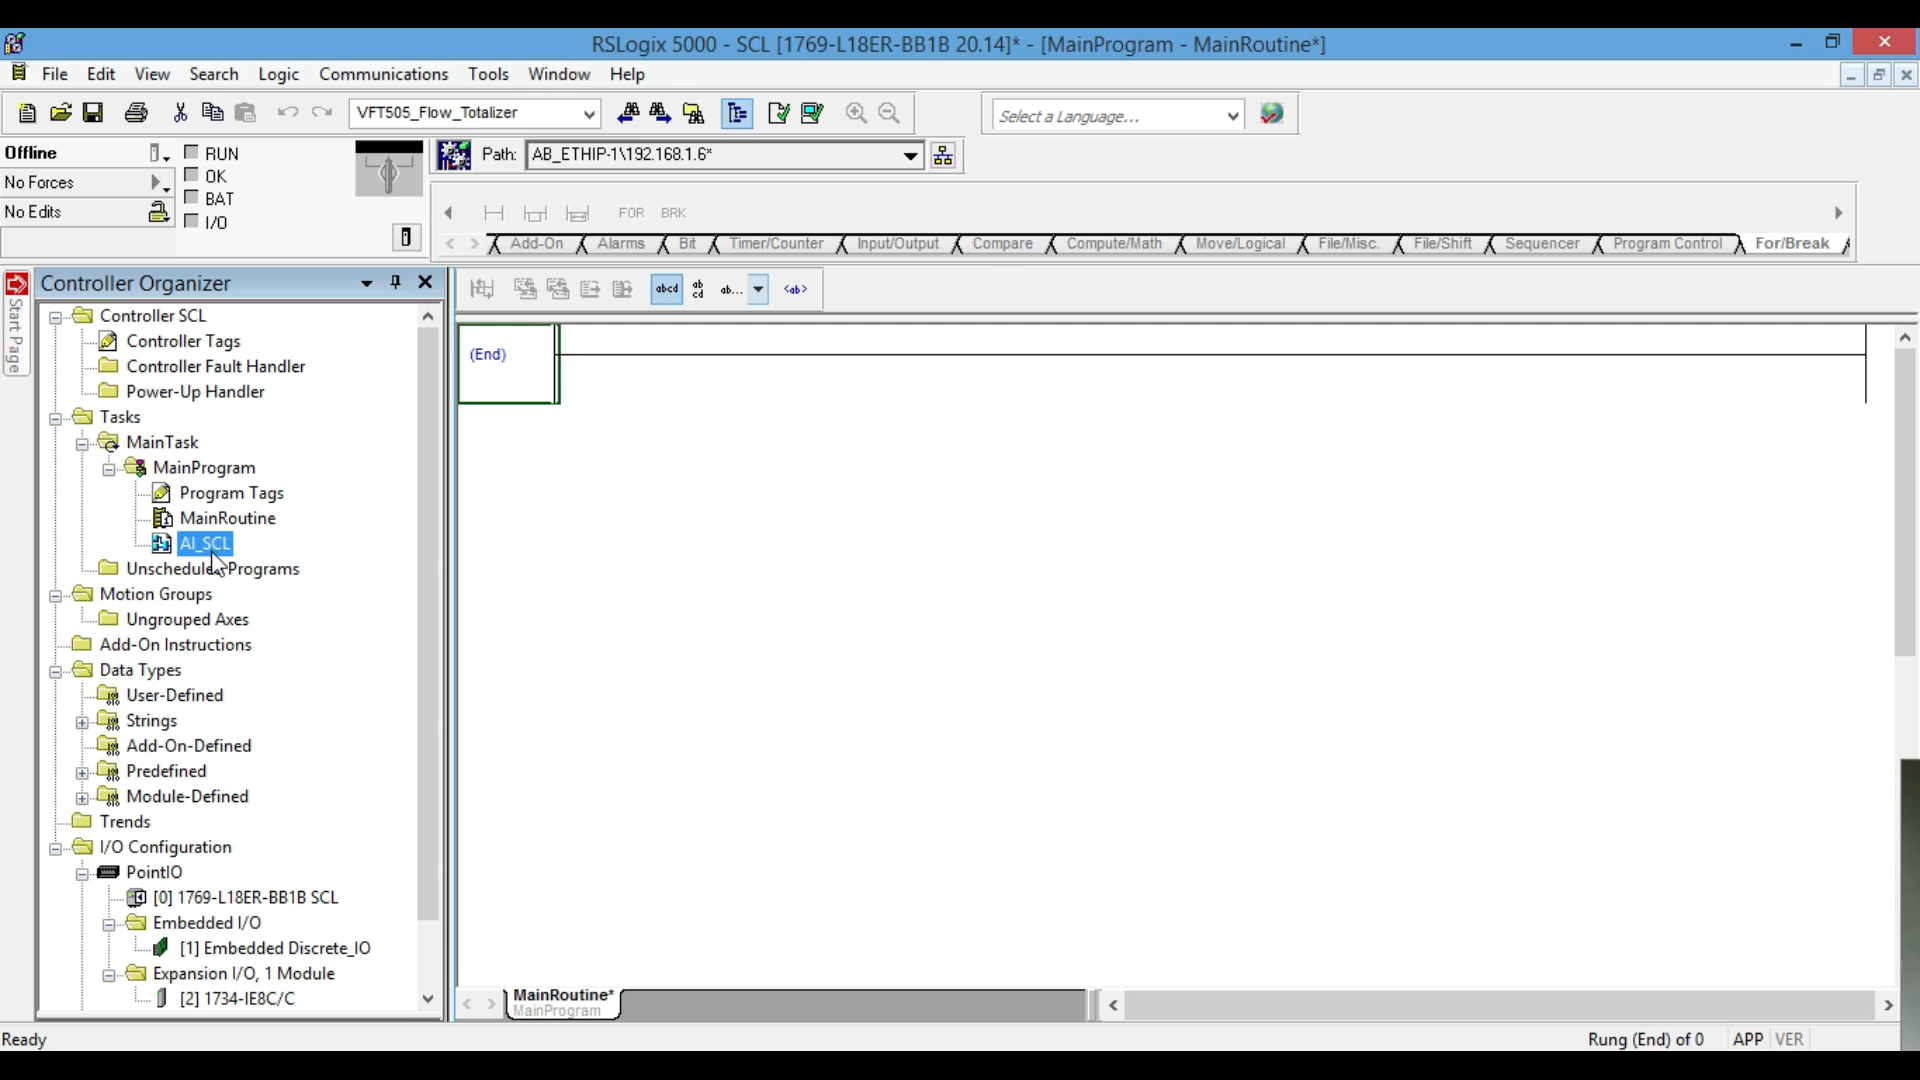 RSLogix 5000 - SCL [1769-L18ER-BB1B 20.14]* - [MainProgram - MainRoutine*]
File Edit View Search Logic Communications Tools Window Help
VFT505_Flow_Totalizer
Select a Language...
Offline
No Forces
No Edits
RUN
OK
BAT
I/O
Path: AB_ETHIP-1\192.168.1.6*
FOR BRK
Add-On Alarms Bit Timer/Counter Input/Output Compare Compute/Math Move/Logical File/Misc. File/Shift Sequencer Program Control For/Break
Start Page
Controller Organizer
abcd ab cd ab... <ab>
Controller SCL
Controller Tags
Controller Fault Handler
Power-Up Handler
Tasks
MainTask
MainProgram
Program Tags
MainRoutine
AI_SCL
Unscheduled Programs
Motion Groups
Ungrouped Axes
Add-On Instructions
Data Types
User-Defined
Strings
Add-On-Defined
Predefined
Module-Defined
Trends
I/O Configuration
PointIO
[0] 1769-L18ER-BB1B SCL
Embedded I/O
[1] Embedded Discrete_IO
Expansion I/O, 1 Module
[2] 1734-IE8C/C
(End)
MainRoutine*
MainProgram
Ready
Rung (End) of 0 APP VER